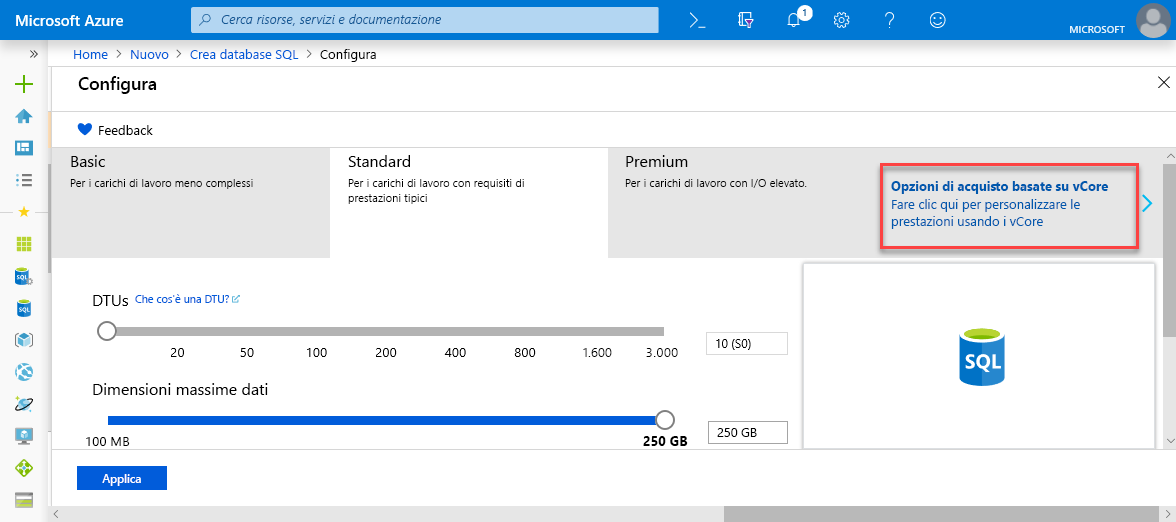 Microsoft Azure
Cerca risorse, servizi e documentazione
1
MICROSOFT
Home > Nuovo > Crea database SQL > Configura
Configura
Feedback
Basic
Per i carichi di lavoro meno complessi
Standard
Per i carichi di lavoro con requisiti di
prestazioni tipici
Premium
Per i carichi di lavoro con I/O elevato.
Opzioni di acquisto basate su vCore
Fare clic qui per personalizzare le
prestazioni usando i vCore
DTUs Che cos'è una DTU?
20 50 100 200 400 800 1.600 3.000
10 (S0)
Dimensioni massime dati
100 MB 250 GB
250 GB
SQL
Applica
SQL
SQL